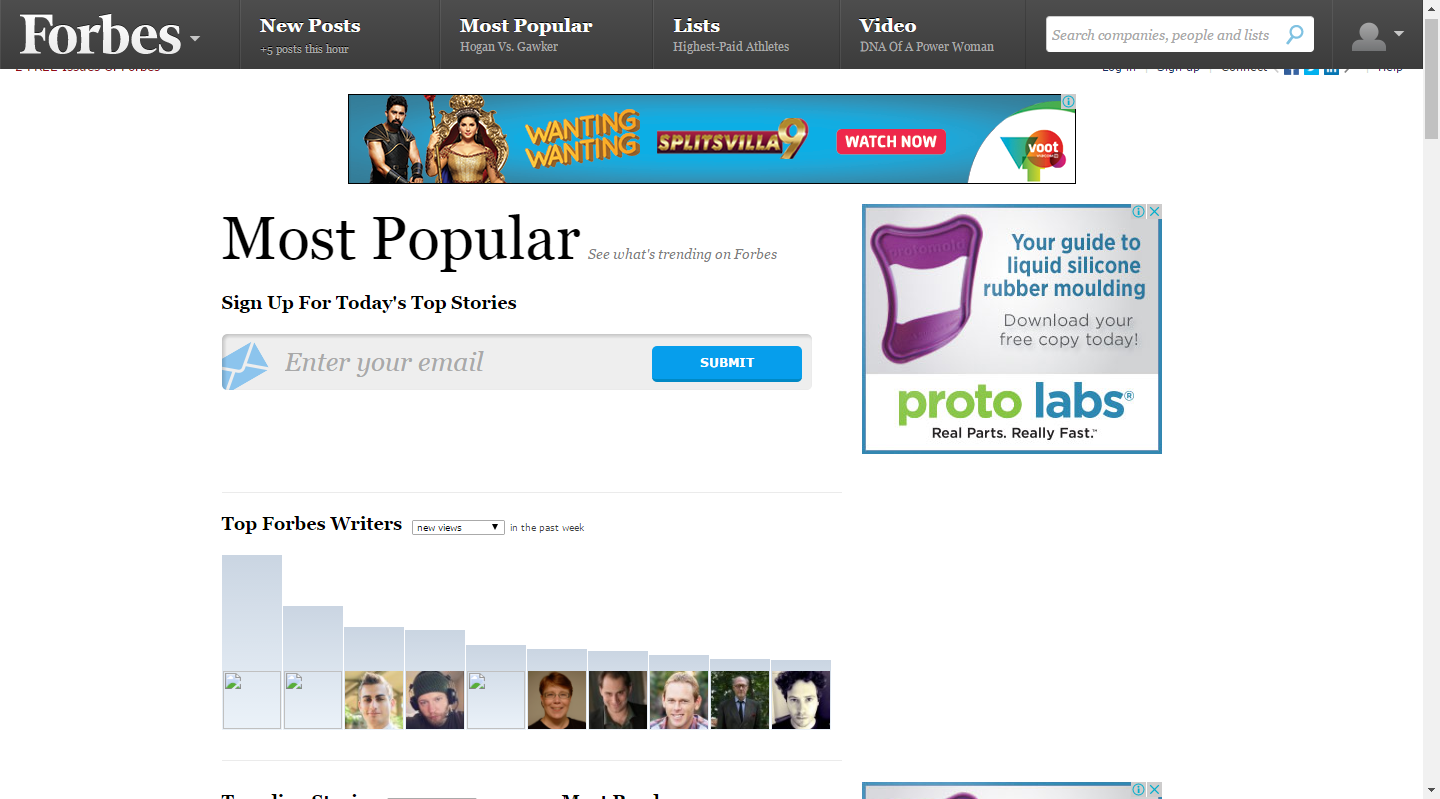 Forbes
New Posts
+5 posts this hour
Most Popular
Hogan Vs. Gawker
Lists
Highest-Paid Athletes
Video
DNA Of A Power Woman
Search companies, people and lists
2 FREE Issues Of Forbes
Log in | Sign up | Connect
Help
WANTING
WANTING
SPLITSVILLA 9
WATCH NOW
voot
Most Popular See what's trending on Forbes
Sign Up For Today's Top Stories
Enter your email
SUBMIT
protomold
Your guide to
liquid silicone
rubber moulding
Download your
free copy today!
proto labs®
Real Parts. Really Fast.™
Top Forbes Writers new views in the past week